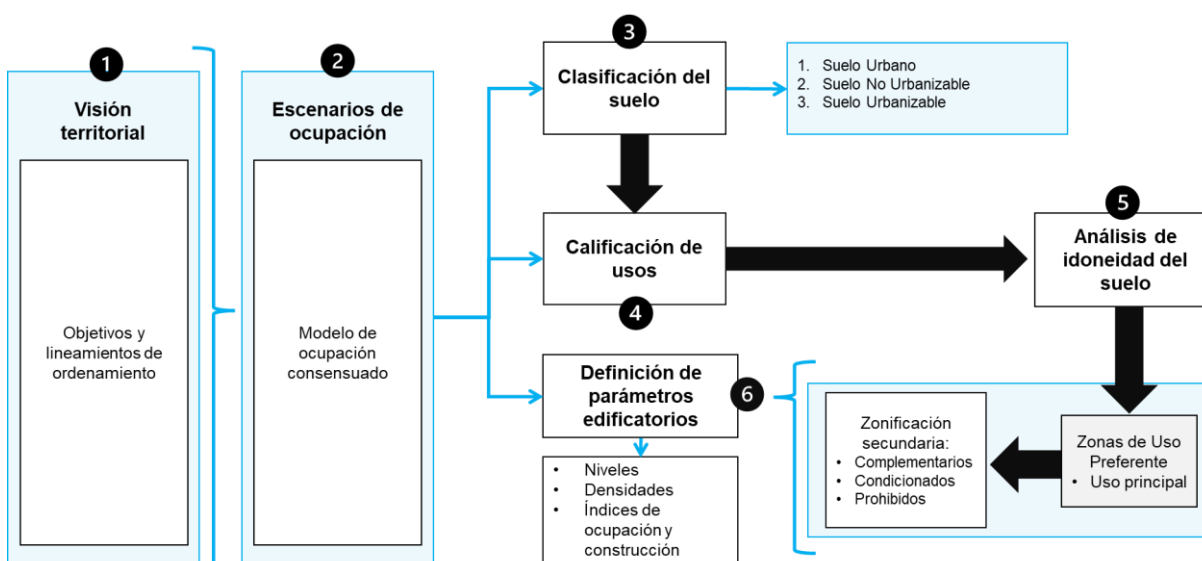 1
Visión
territorial
Objetivos y
lineamientos de
ordenamiento
2
Escenarios de
ocupación
Modelo de
ocupación
consensuado
3
Clasificación del
suelo
1. Suelo Urbano
2. Suelo No Urbanizable
3. Suelo Urbanizable
Calificación de
usos
4
5
Análisis de
idoneidad del
suelo
Definición de
parámetros
edificatorios
6
• Niveles
• Densidades
• Índices de
ocupación y
construcción
Zonificación
secundaria:
• Complementarios
• Condicionados
• Prohibidos
Zonas de Uso
Preferente
• Uso principal